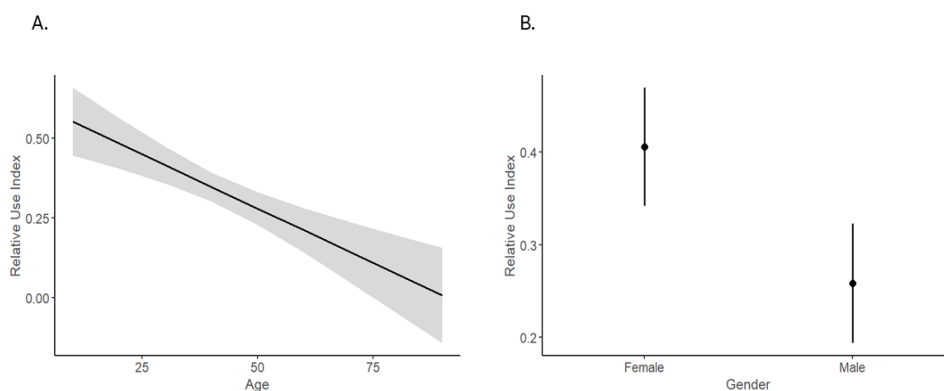 A.
Relative Use Index
0.50
0.25
0.00
25 50 75
Age
B.
Relative Use Index
0.4
0.3
0.2
Female Male
Gender